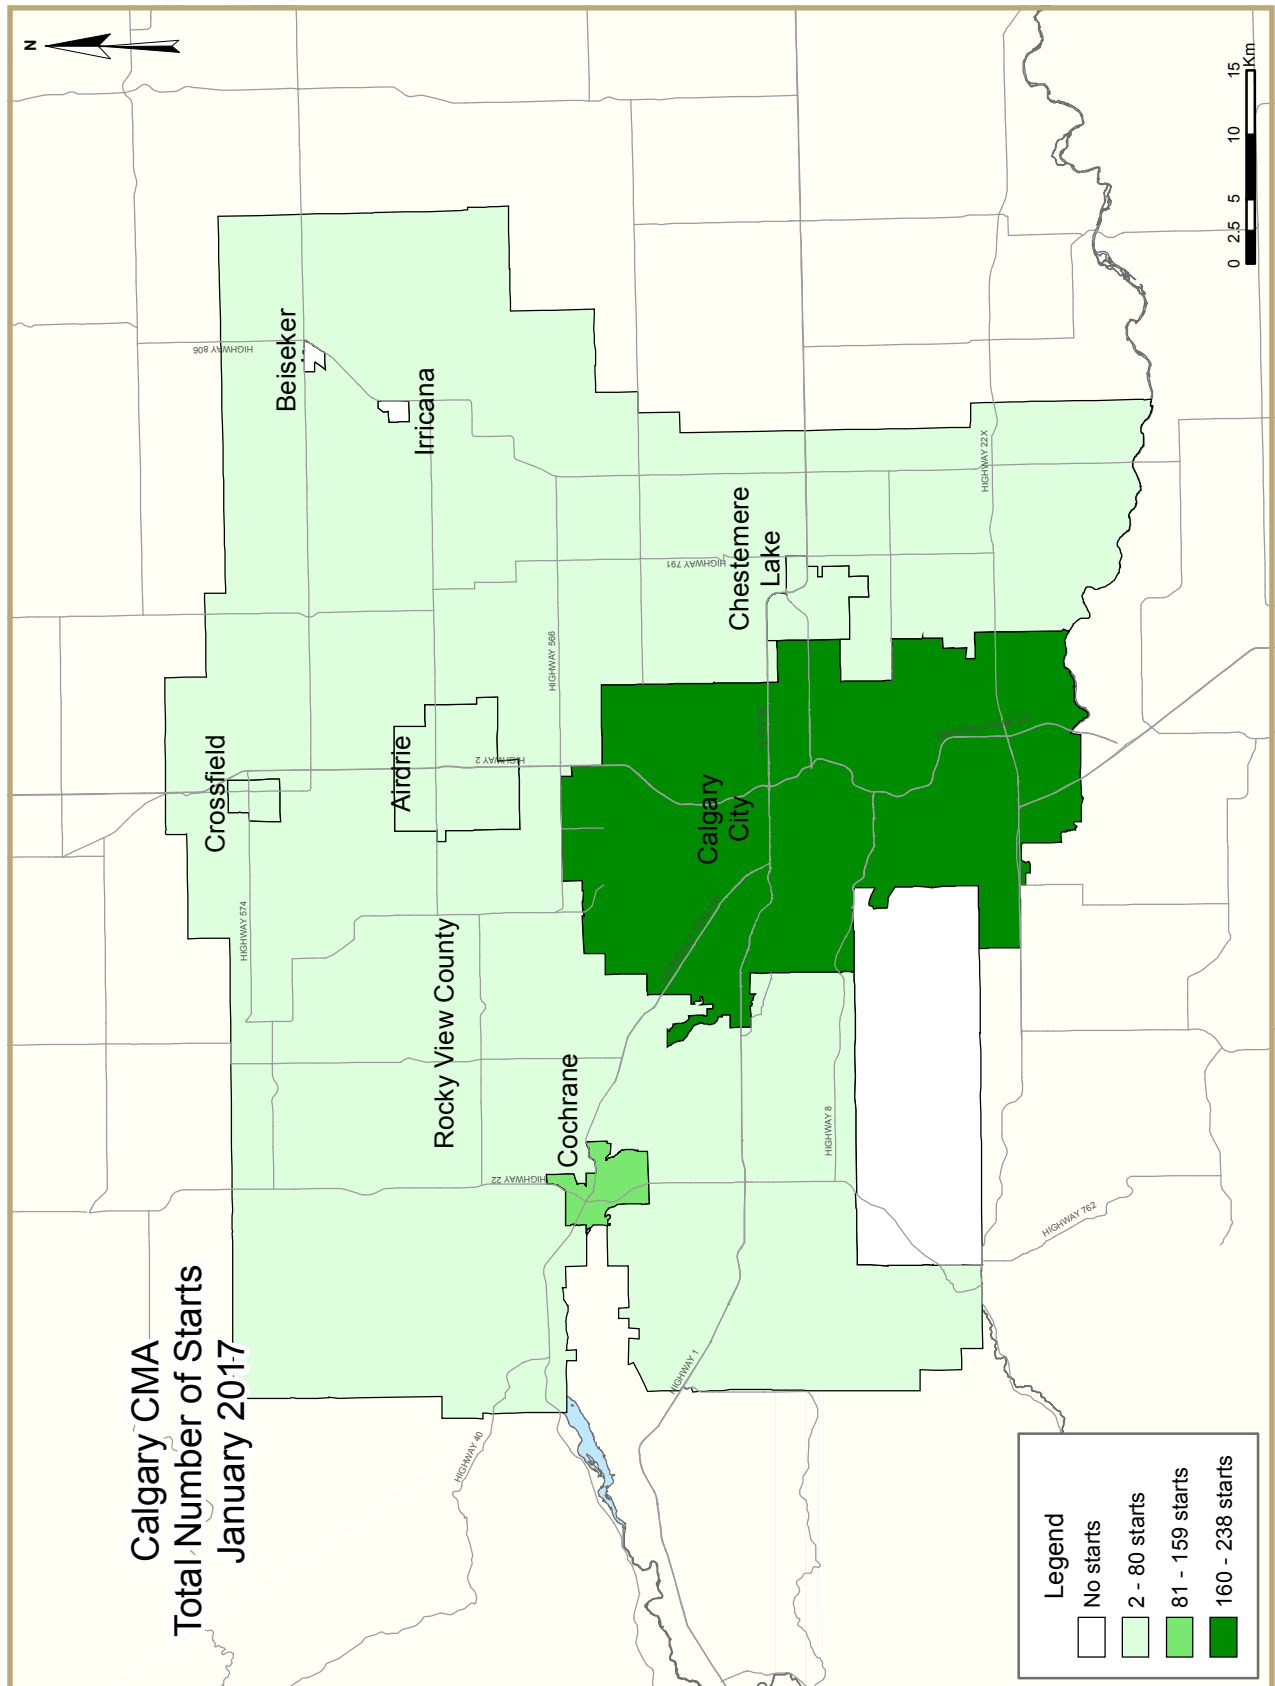 Calgary CMA
Total Number of Starts
January 2017
N
Beiseker
HIGHWAY 806
Irricana
Crossfield
Airdrie
HIGHWAY 2
HIGHWAY 566
HIGHWAY 574
HIGHWAY 791
Chestemere
Lake
HIGHWAY 22X
Calgary
City
Rocky View County
Cochrane
HIGHWAY 22
HIGHWAY 8
HIGHWAY 1
HIGHWAY 40
HIGHWAY 762
0 2.5 5 10 15
Km
Legend
No starts
2 - 80 starts
81 - 159 starts
160 - 238 starts